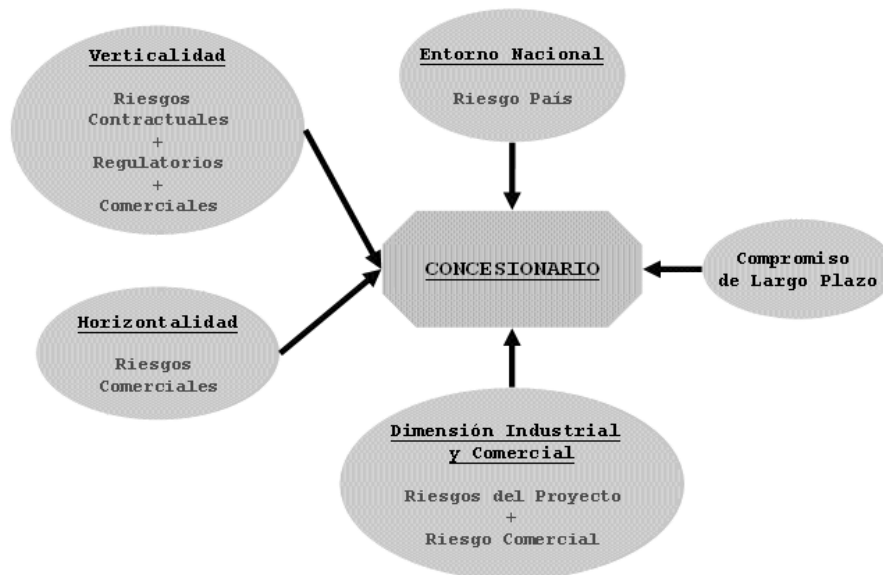 Verticalidad
Riesgos
Contractuales
+
Regulatorios
+
Comerciales
Entorno Nacional
Riesgo País
CONCESIONARIO
Compromiso
de Largo Plazo
Horizontalidad
Riesgos
Comerciales
Dimensión Industrial
y Comercial
Riesgos del Proyecto
+
Riesgo Comercial